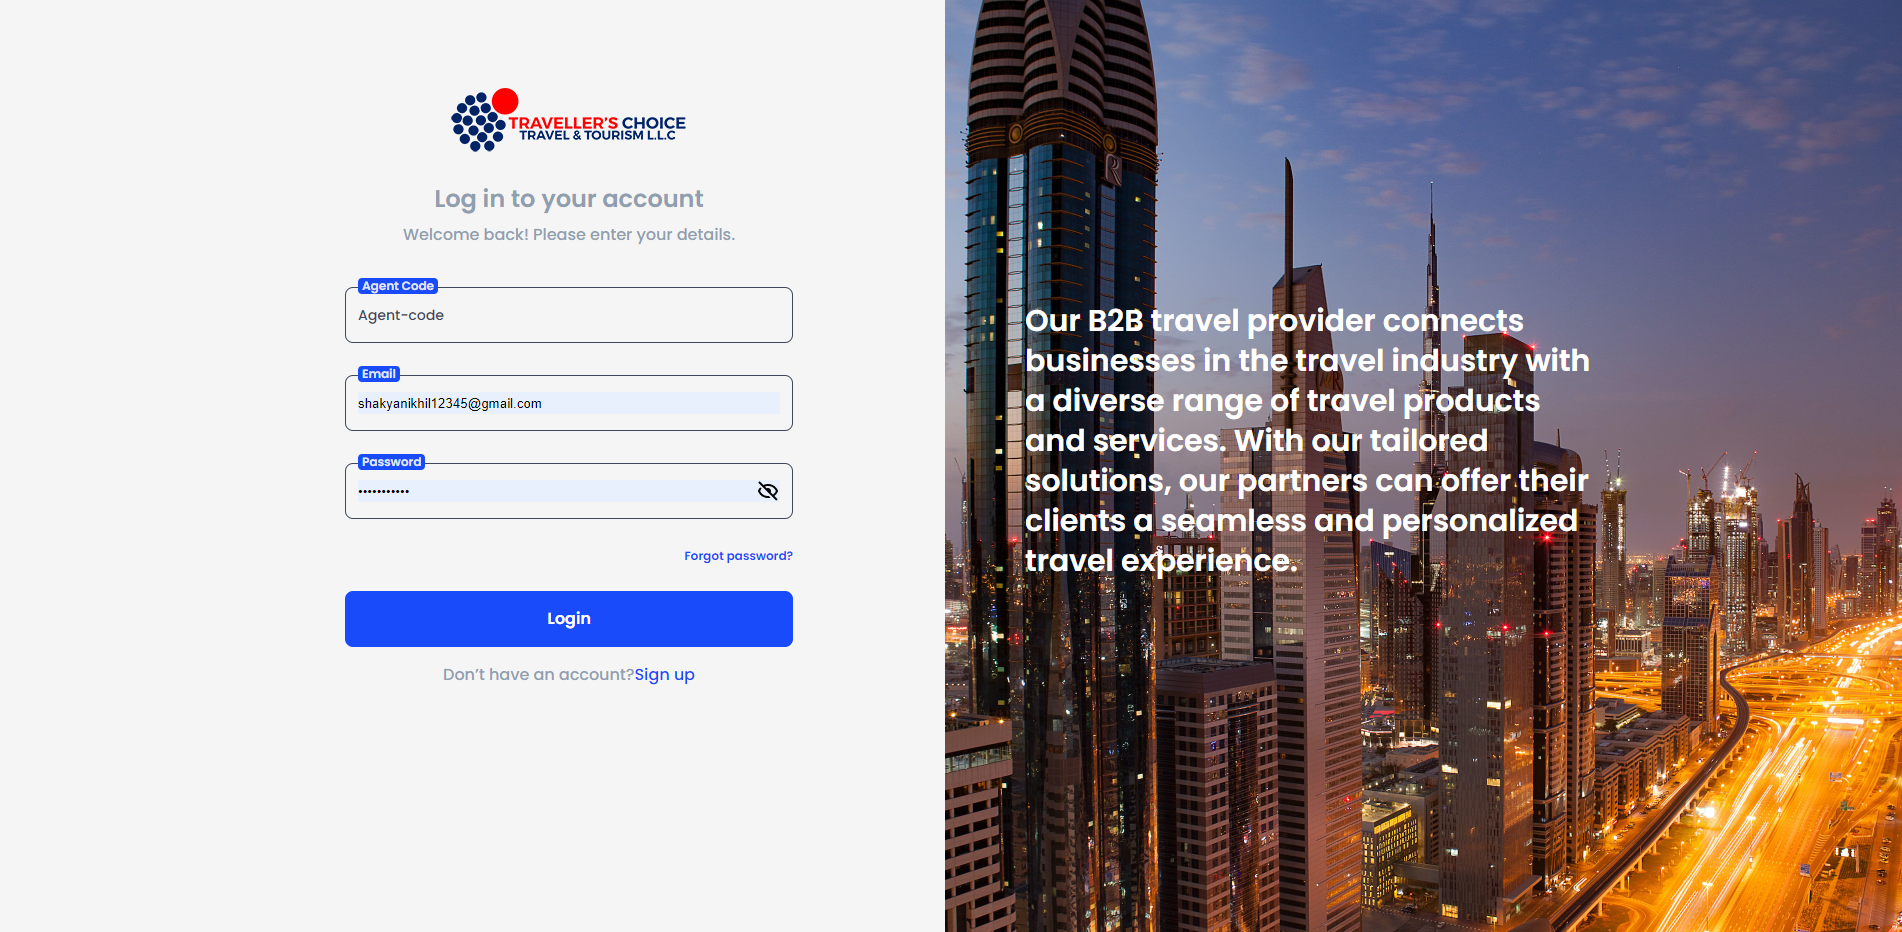 TRAVELLER'S CHOICE
TRAVEL & TOURISM L.L.C
Log in to your account
Welcome back! Please enter your details.
Agent Code
Agent-code
Email
shakyanikhil12345@gmail.com
Password
•••••••••••
Forgot password?
Login
Don't have an account?Sign up
Our B2B travel provider connects
businesses in the travel industry with
a diverse range of travel products
and services. With our tailored
solutions, our partners can offer their
clients a seamless and personalized
travel experience.